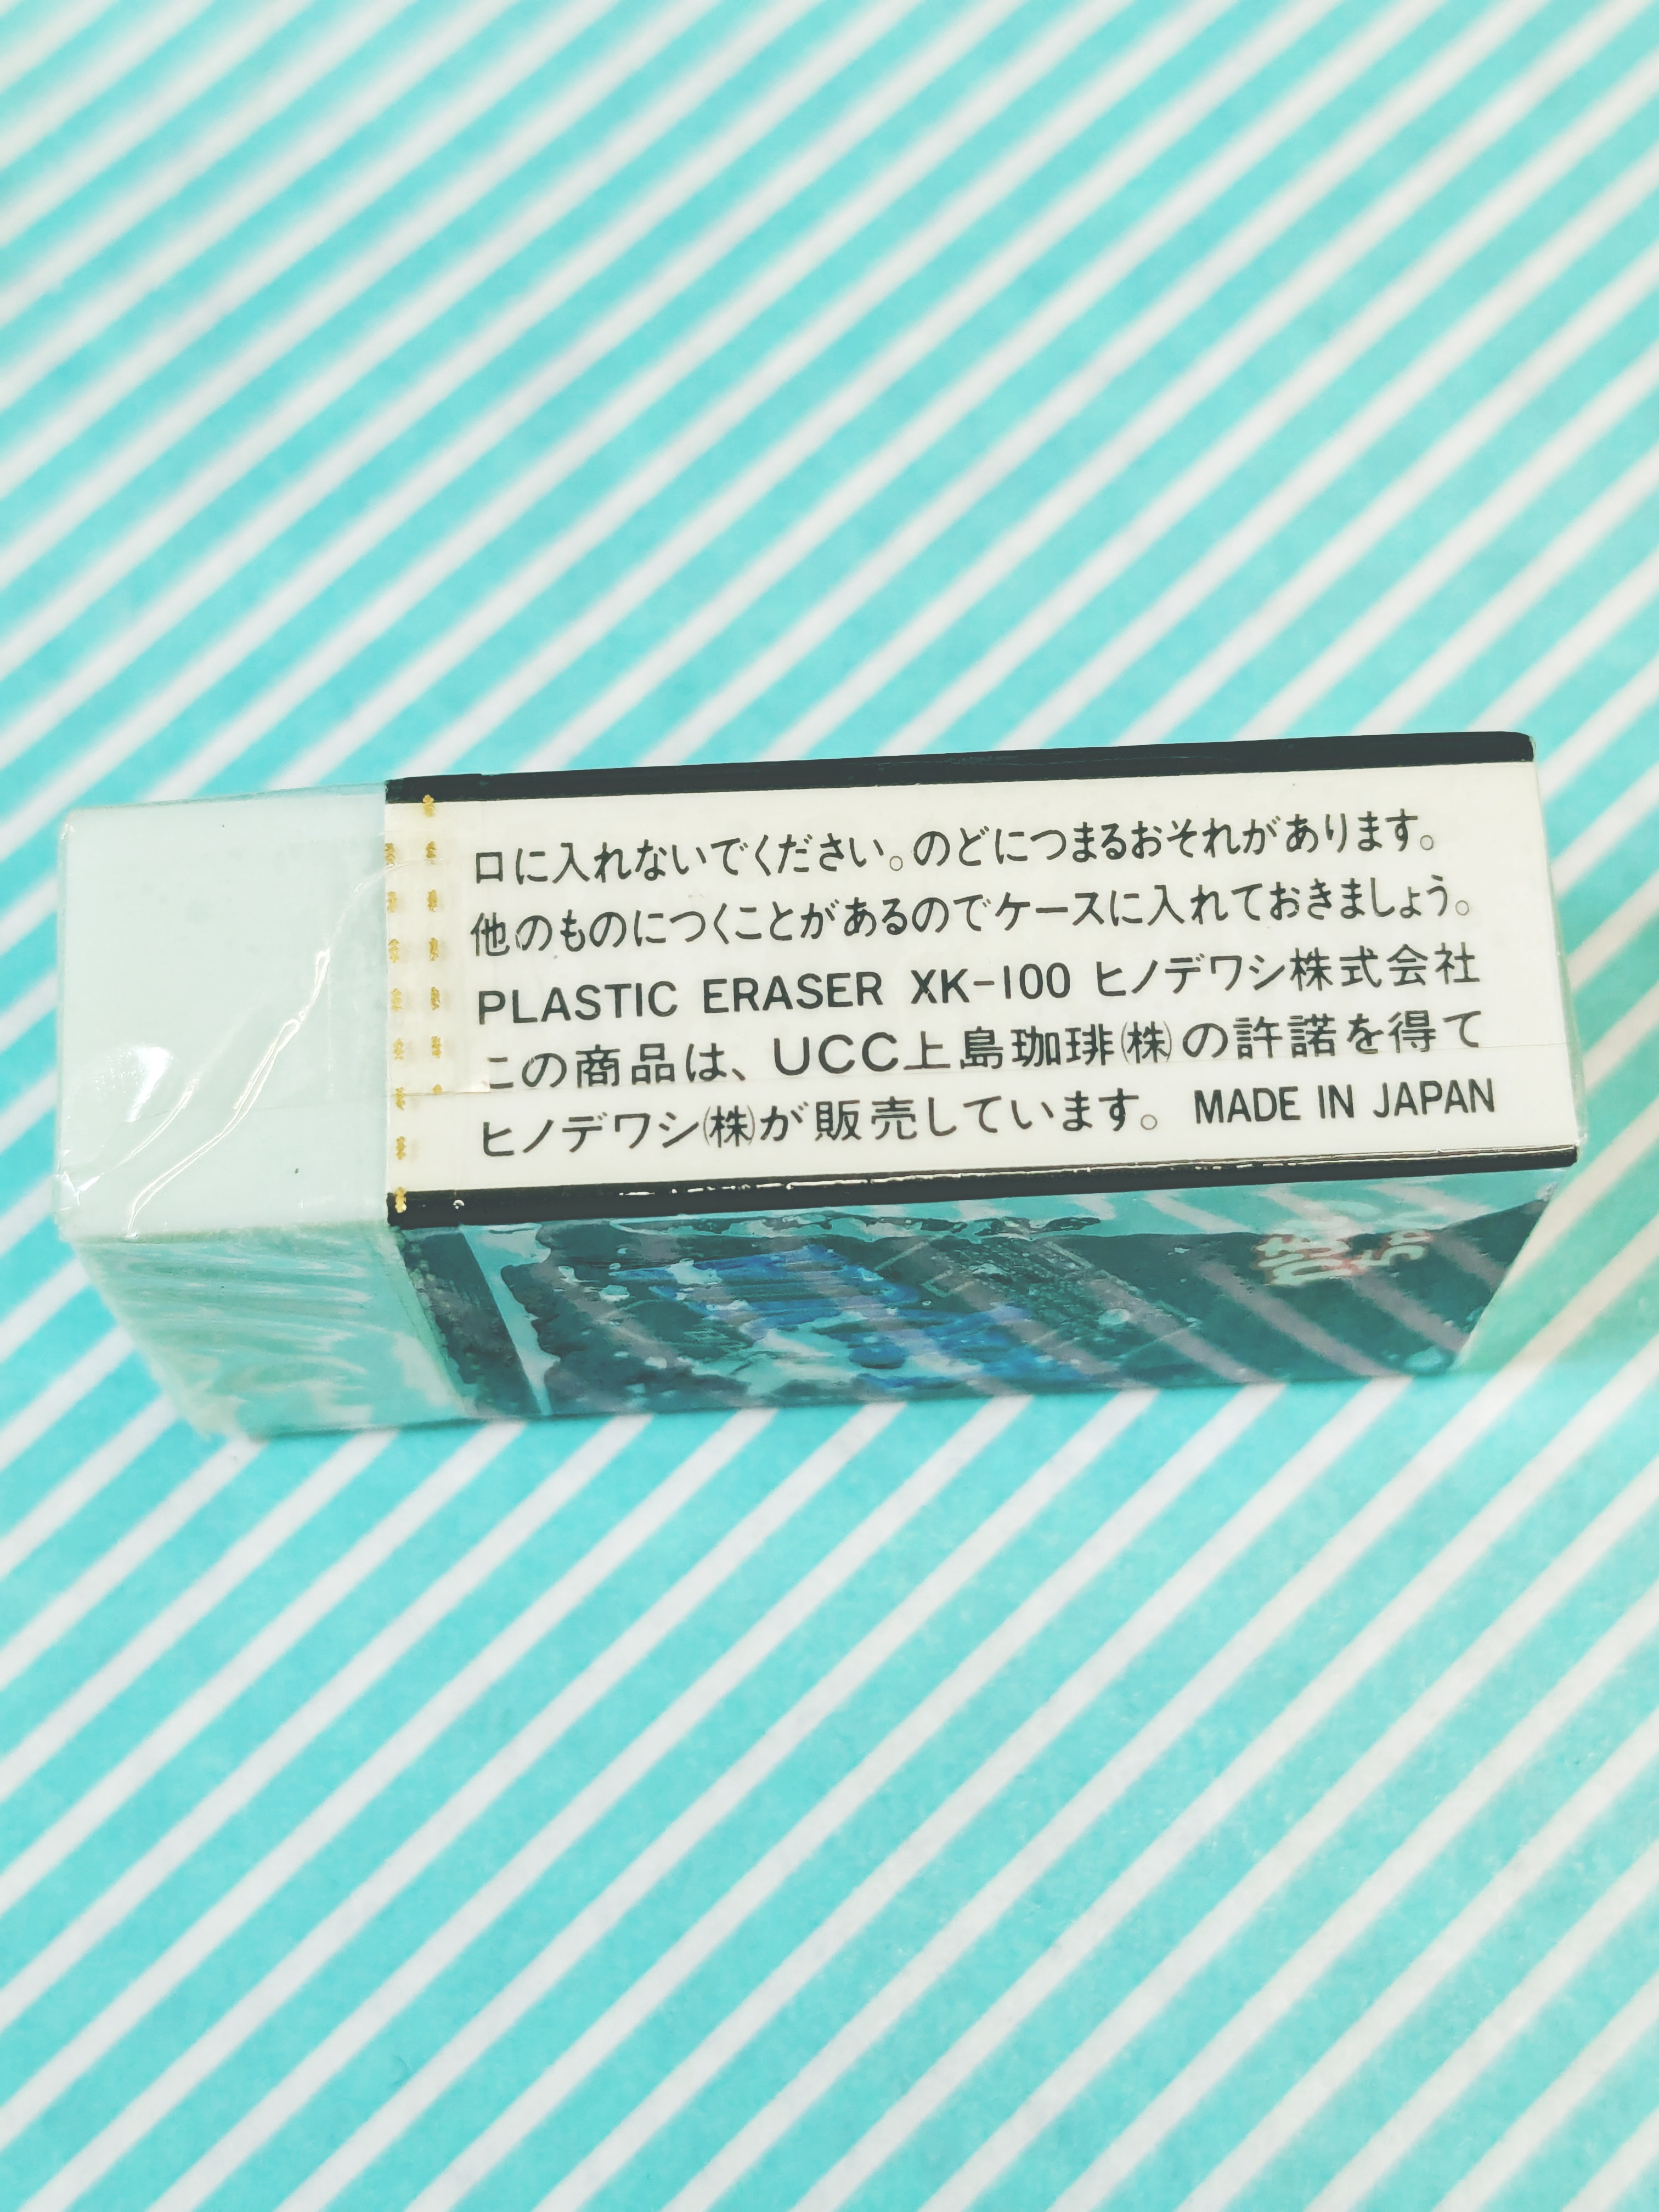 口に入れないでください。のどにつまるおそれがあります。
他のものにつくことがあるのでケースに入れておきましょう。
PLASTIC ERASER XK-100 ヒノデワシ株式会社
この商品は、UCC上島珈琲㈱の許諾を得て
ヒノデワシ㈱が販売しています。 MADE IN JAPAN